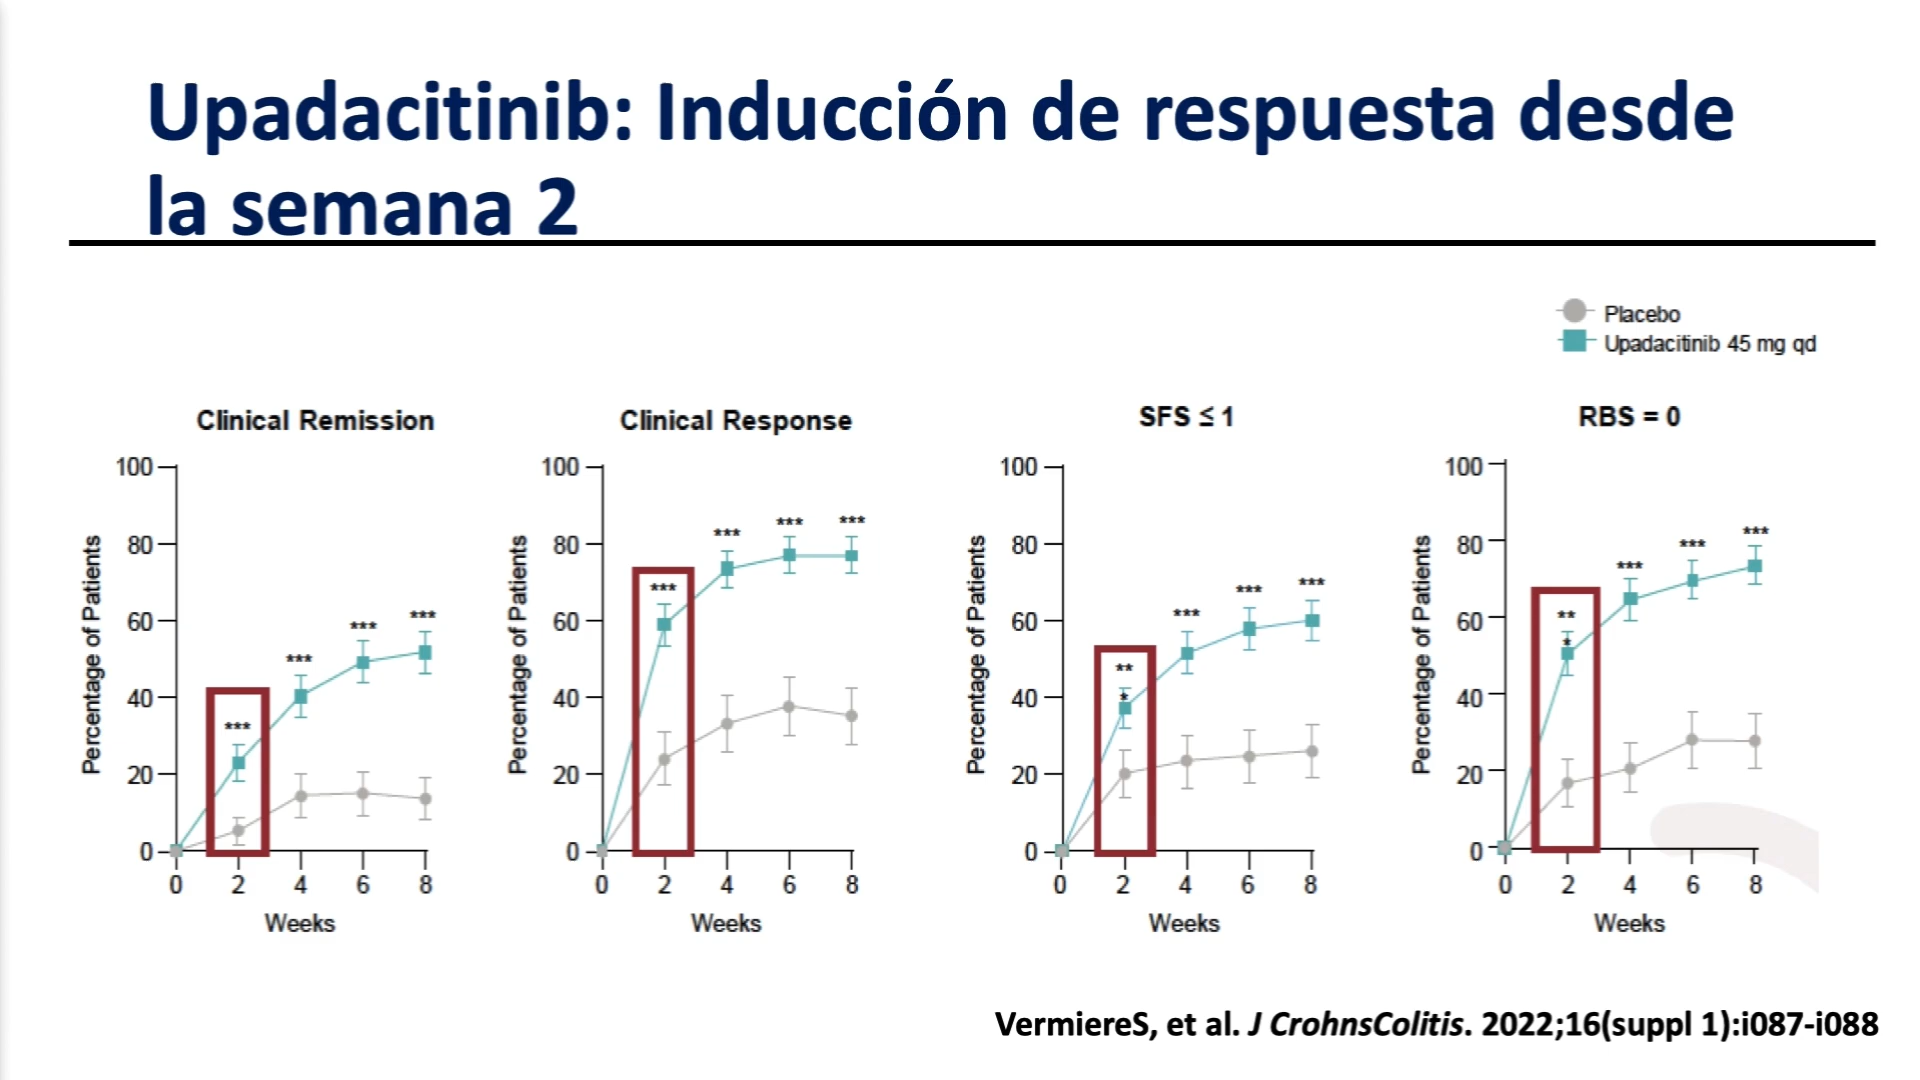 Upadacitinib: Inducción de respuesta desde
la semana 2
Placebo
Upadacitinib 45 mg qd
Clinical Remission
100
80
60
40
20
0
Percentage of Patients
***
***
***
***
0 2 4 6 8
Weeks
Clinical Response
100
80
60
40
20
0
Percentage of Patients
***
***
***
***
0 2 4 6 8
Weeks
SFS ≤ 1
100
80
60
40
20
0
Percentage of Patients
**
*
***
***
***
0 2 4 6 8
Weeks
RBS = 0
100
80
60
40
20
0
Percentage of Patients
**
*
***
***
***
0 2 4 6 8
Weeks
VermiereS, et al. J CrohnsColitis. 2022;16(suppl 1):i087-i088